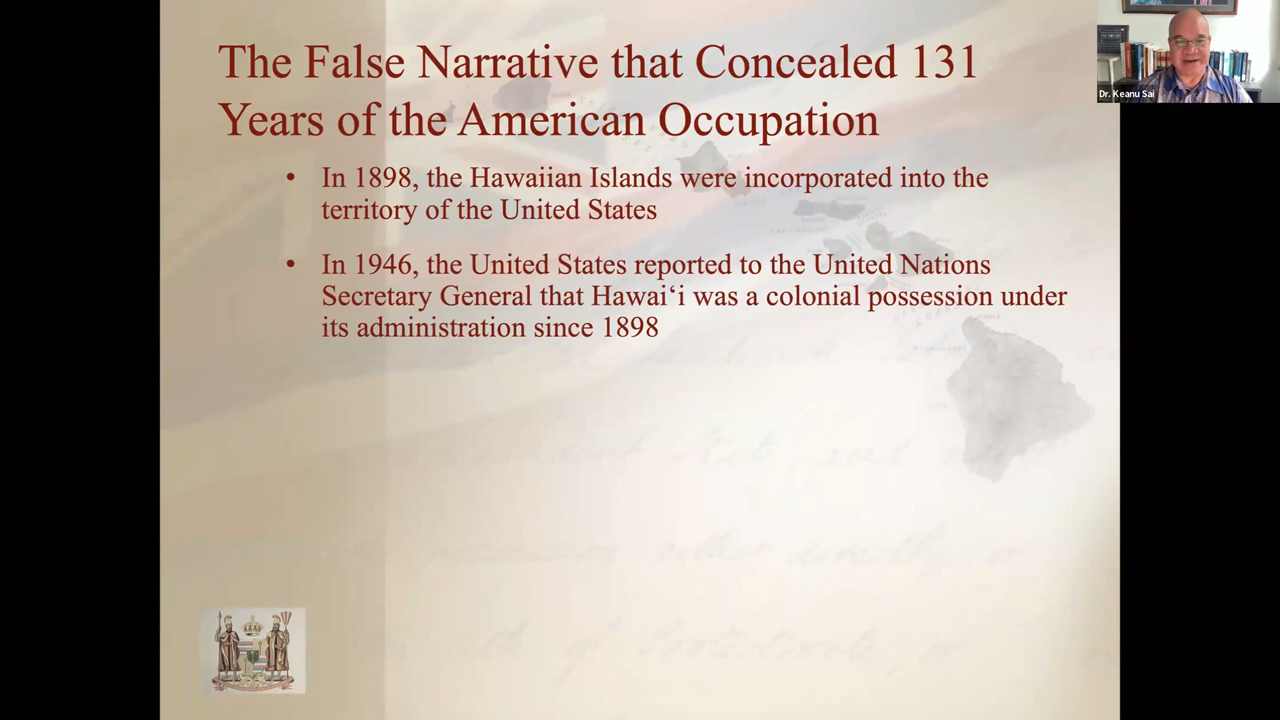 The False Narrative that Concealed 131
Years of the American Occupation
• In 1898, the Hawaiian Islands were incorporated into the
territory of the United States
• In 1946, the United States reported to the United Nations
Secretary General that Hawai‘i was a colonial possession under
its administration since 1898
Dr. Keanu Sai